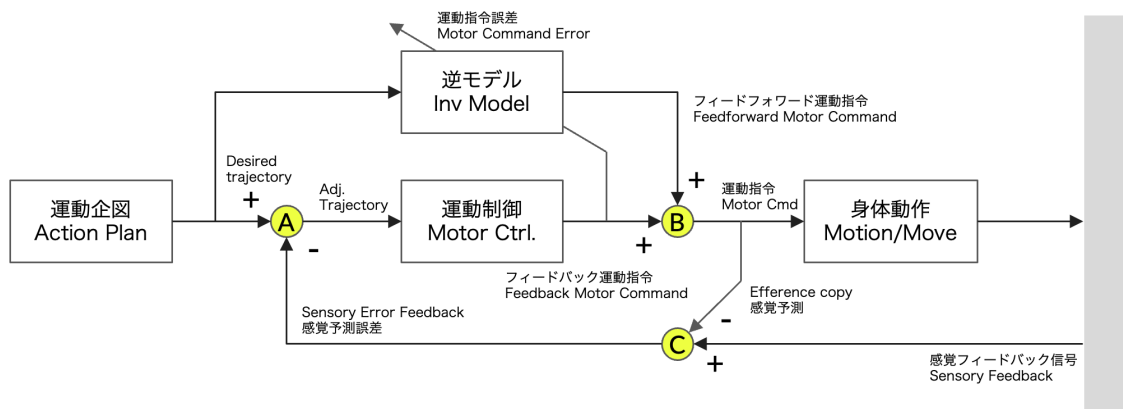 運動指令誤差
Motor Command Error
逆モデル
Inv Model
フィードフォワード運動指令
Feedforward Motor Command
Desired
trajectory
+
運動企図
Action Plan
A
-
Adj.
Trajectory
運動制御
Motor Ctrl.
+
+
B
運動指令
Motor Cmd
身体動作
Motion/Move
フィードバック運動指令
Feedback Motor Command
Efference copy
感覚予測
Sensory Error Feedback
感覚予測誤差
-
C
+
感覚フィードバック信号
Sensory Feedback